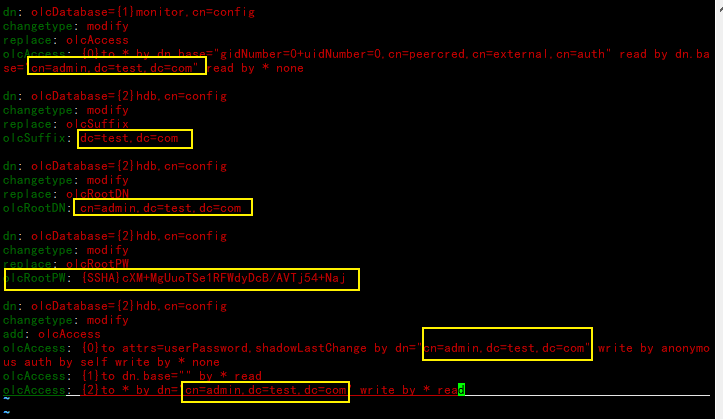 dn: olcDatabase={1}monitor,cn=config
changetype: modify
replace: olcAccess
olcAccess: {0}to * by dn.base="gidNumber=0+uidNumber=0,cn=peercred,cn=external,cn=auth" read by dn.ba
se="cn=admin,dc=test,dc=com" read by * none
dn: olcDatabase={2}hdb,cn=config
changetype: modify
replace: olcSuffix
olcSuffix: dc=test,dc=com
dn: olcDatabase={2}hdb,cn=config
changetype: modify
replace: olcRootDN
olcRootDN: cn=admin,dc=test,dc=com
dn: olcDatabase={2}hdb,cn=config
changetype: modify
replace: olcRootPW
olcRootPW: {SSHA}cXM+MgUuoTSe1RFWdyDcB/AVTj54+Naj
dn: olcDatabase={2}hdb,cn=config
changetype: modify
add: olcAccess
olcAccess: {0}to attrs=userPassword,shadowLastChange by dn="cn=admin,dc=test,dc=com" write by anonymo
us auth by self write by * none
olcAccess: {1}to dn.base="" by * read
olcAccess: {2}to * by dn="cn=admin,dc=test,dc=com" write by * read
~
~